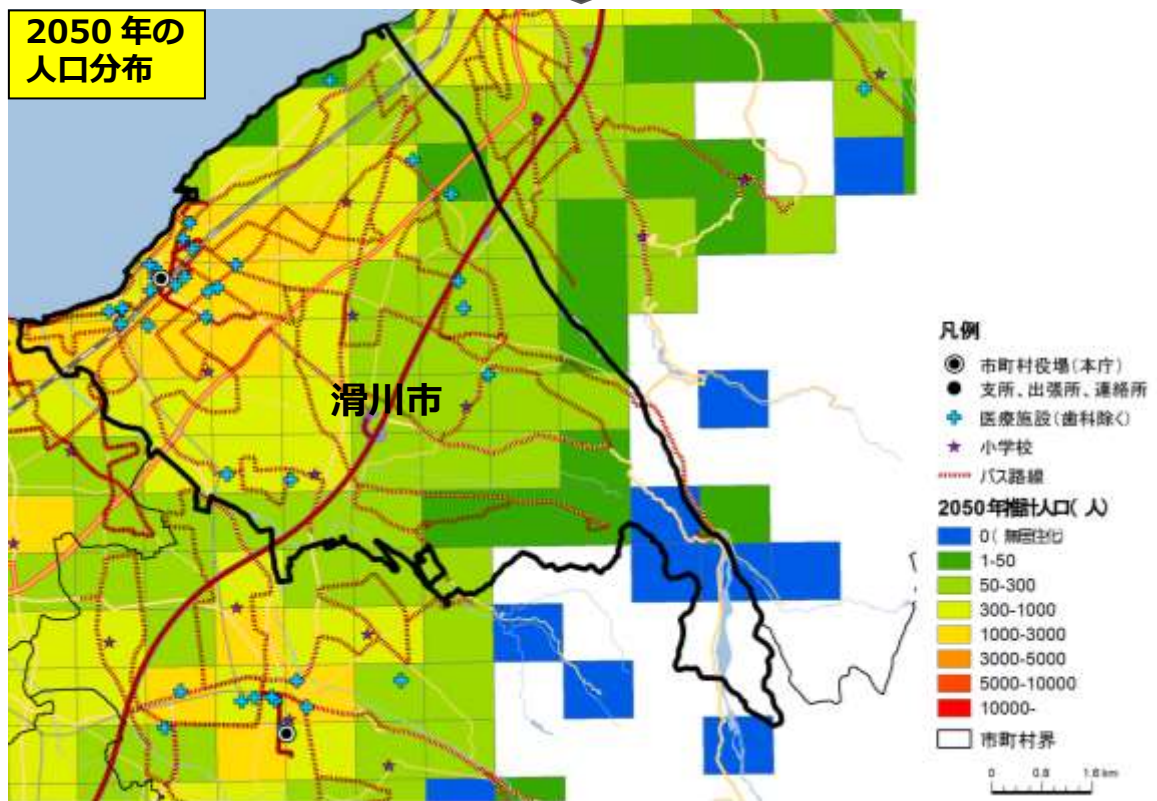 2050 年の
人口分布
滑川市
凡例
市町村役場(本庁)
支所、出張所、連絡所
医療施設(歯科除く)
小学校
バス路線
2050年推計人口( 人)
0( 無居住化)
1-50
50-300
300-1000
1000-3000
3000-5000
5000-10000
10000-
市町村界
0 0.8 1.6 km